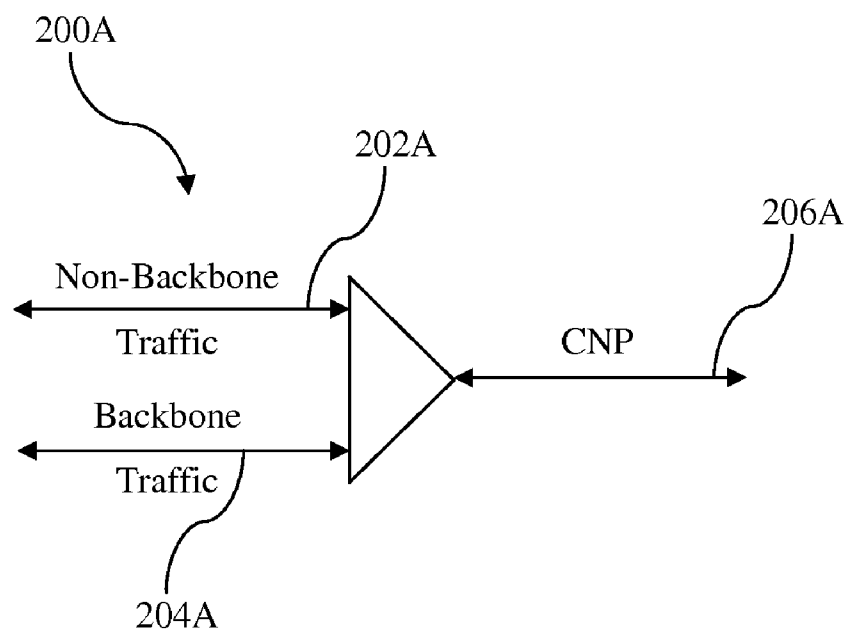 200A
202A
206A
Non-Backbone
Traffic
CNP
Backbone
Traffic
204A